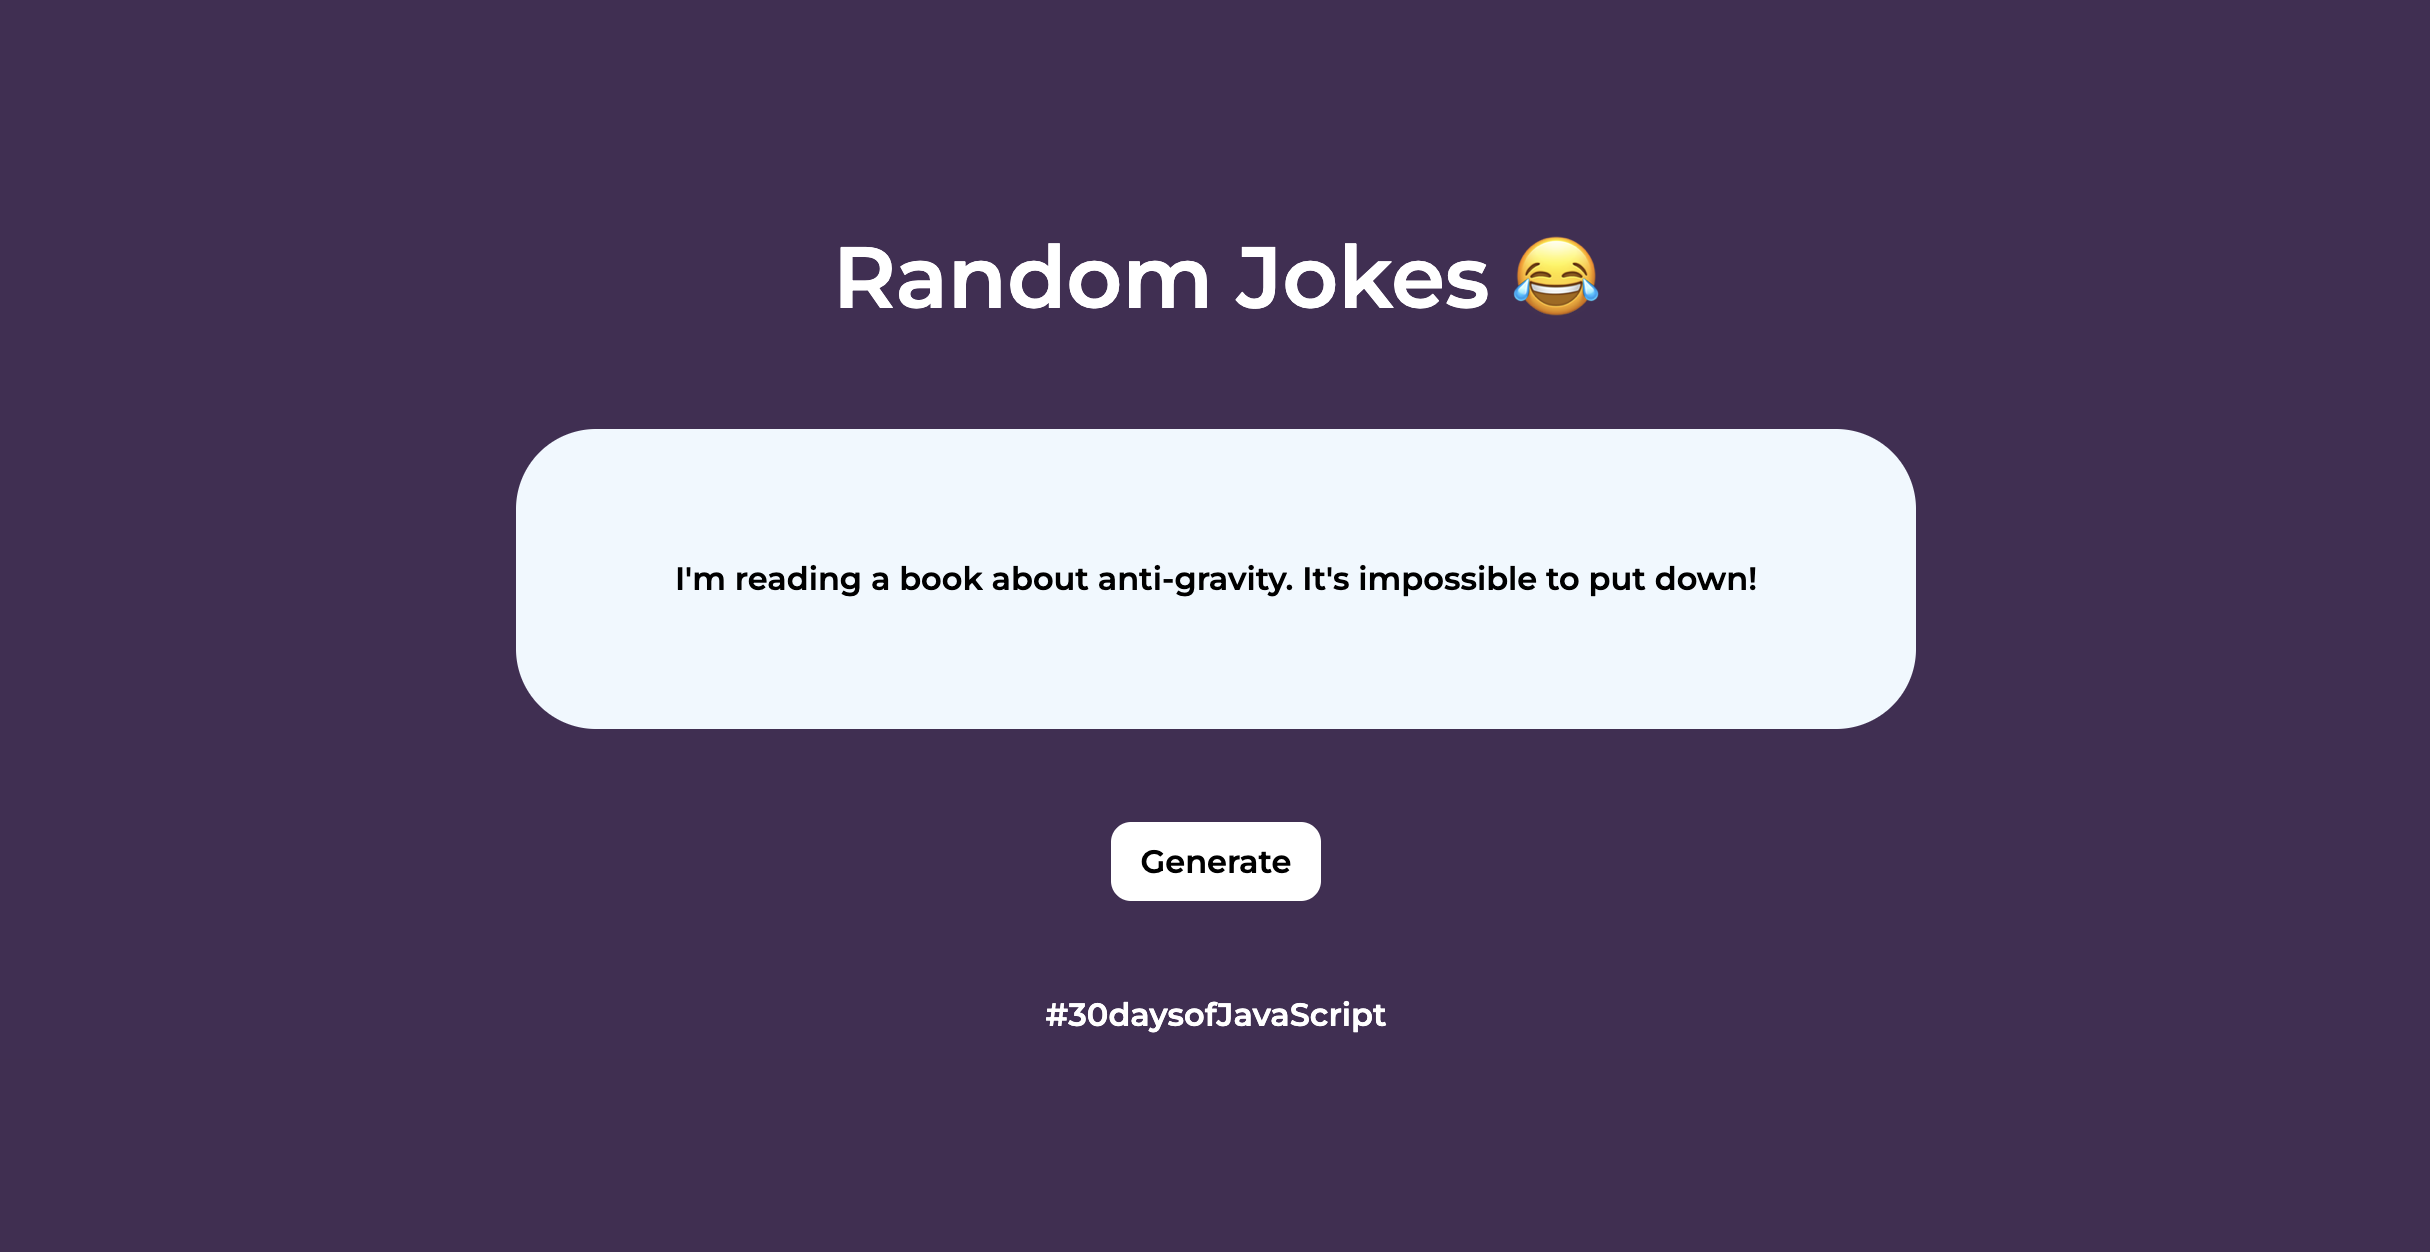 Random Jokes 😂
I'm reading a book about anti-gravity. It's impossible to put down!
Generate
#30daysofJavaScript